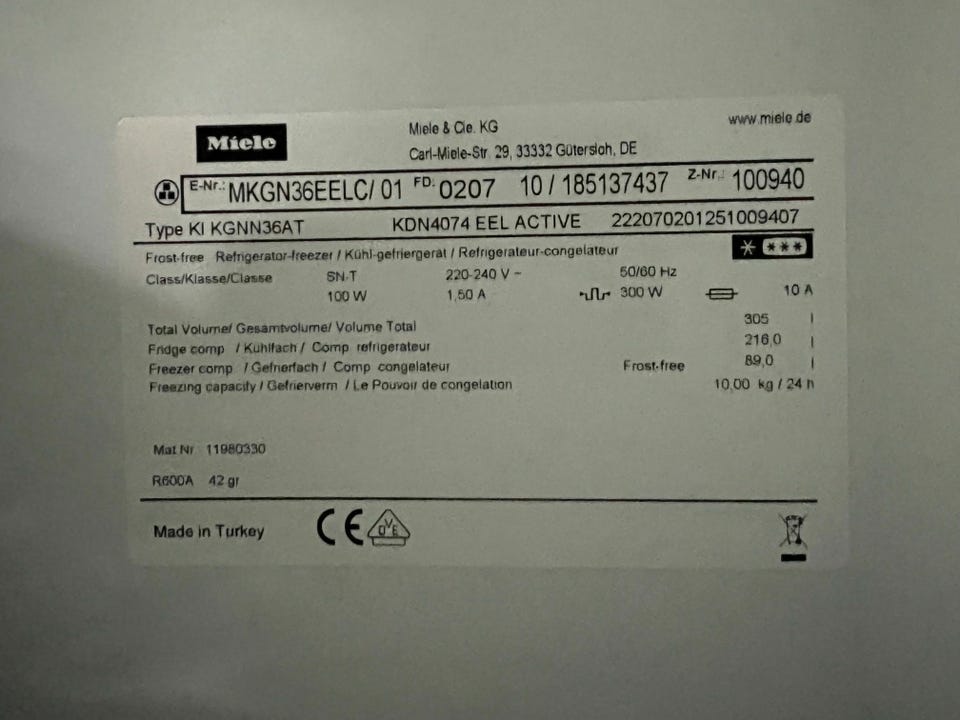 Miele
Miele & Cie. KG
Carl-Miele-Str. 29, 33332 Gütersloh, DE
www.miele.de
E-Nr.: MKGN36EELC/ 01 FD: 0207 10 / 185137437 Z-Nr.: 100940
Type KI KGNN36AT KDN4074 EEL ACTIVE 222070201251009407
Frost-free Refrigerator-freezer / Kühl-gefriergerät / Refrigerateur-congelateur
Class/Klasse/Classe SN-T 220-240 V ~ 50/60 Hz
100 W 1,50 A 300 W 10 A
Total Volume/ Gesamtvolume/ Volume Total 305 l
Fridge comp / Kühlfach / Comp refrigerateur 216,0 l
Freezer comp / Gefrierfach / Comp congelateur Frost-free 89,0 l
Freezing capacity / Gefrierverm / Le Pouvoir de congelation 10,00 kg / 24 h
Mat Nr 11980330
R600A 42 gr
Made in Turkey CE OVE